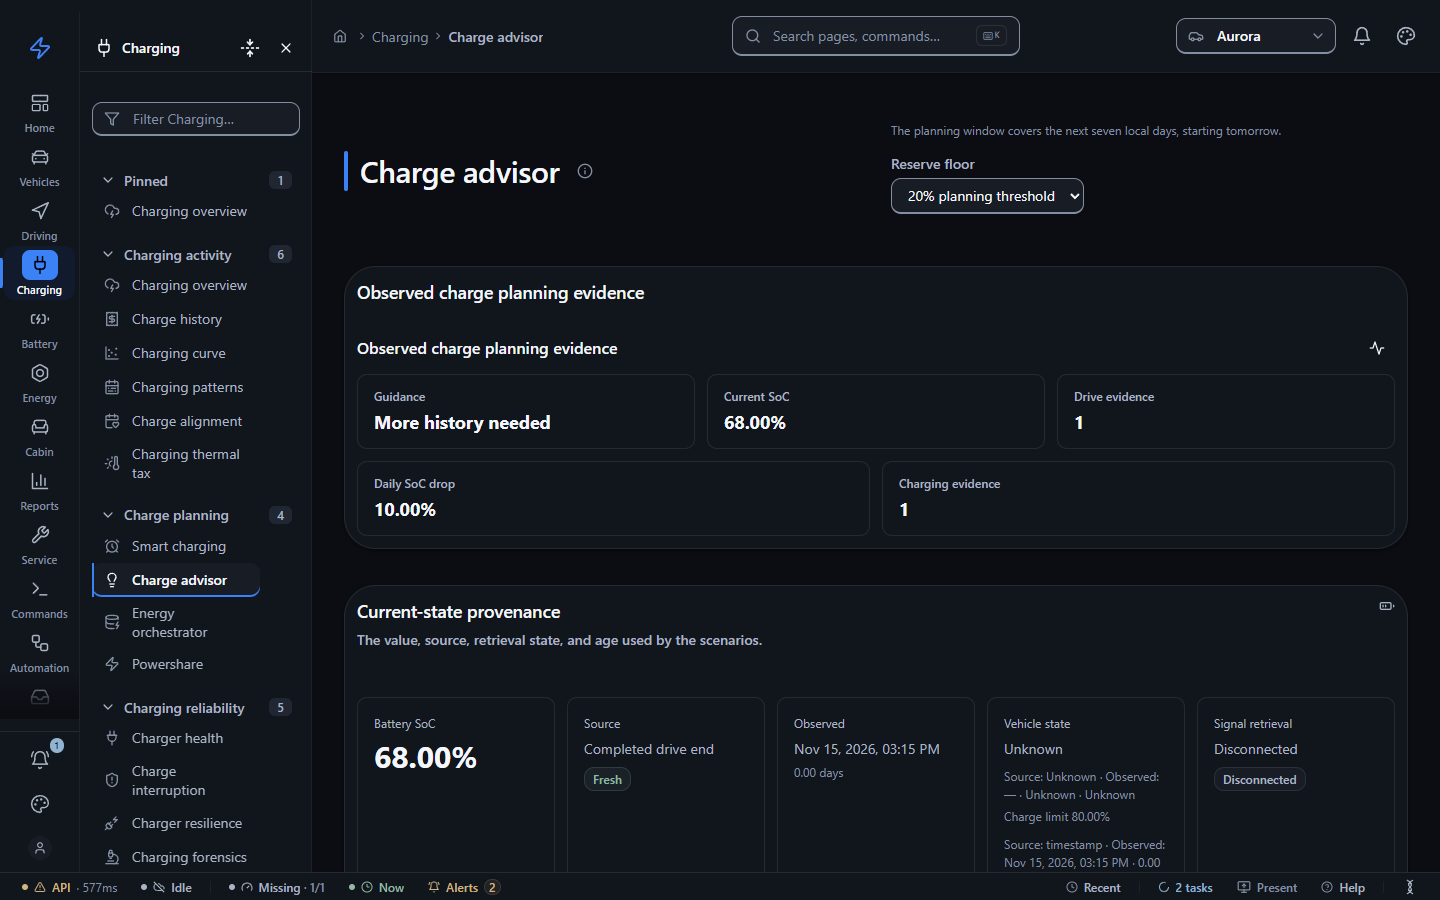 Charging
Charging
Charge advisor
Search pages, commands...
K
Aurora
Home
Vehicles
Driving
Charging
Battery
Energy
Cabin
Reports
Service
Commands
Automation
1
Filter Charging...
Pinned
1
Charging overview
Charging activity
6
Charging overview
Charge history
Charging curve
Charging patterns
Charge alignment
Charging thermal
tax
Charge planning
4
Smart charging
Charge advisor
Energy
orchestrator
Powershare
Charging reliability
5
Charger health
Charge
interruption
Charger resilience
Charging forensics
Charge advisor
The planning window covers the next seven local days, starting tomorrow.
Reserve floor
20% planning threshold
Observed charge planning evidence
Observed charge planning evidence
Guidance
More history needed
Current SoC
68.00%
Drive evidence
1
Daily SoC drop
10.00%
Charging evidence
1
Current-state provenance
The value, source, retrieval state, and age used by the scenarios.
Battery SoC
68.00%
Source
Completed drive end
Fresh
Observed
Nov 15, 2026, 03:15 PM
0.00 days
Vehicle state
Unknown
Source: Unknown · Observed:
— · Unknown · Unknown
Charge limit 80.00%
Source: timestamp · Observed:
Nov 15, 2026, 03:15 PM · 0.00
Signal retrieval
Disconnected
Disconnected
API · 577ms
Idle
Missing · 1/1
Now
Alerts 2
Recent
2 tasks
Present
Help